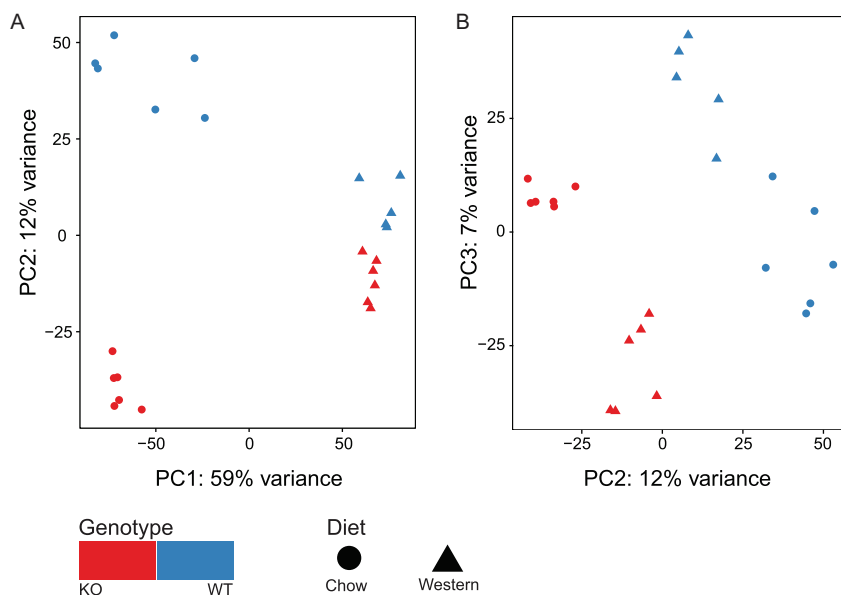 A
50
25
0
−25
−50
0
50
PC2: 12% variance
PC1: 59% variance
B
25
0
−25
−25
0
25
50
PC3: 7% variance
PC2: 12% variance
Genotype
KO
WT
Diet
Chow
Western